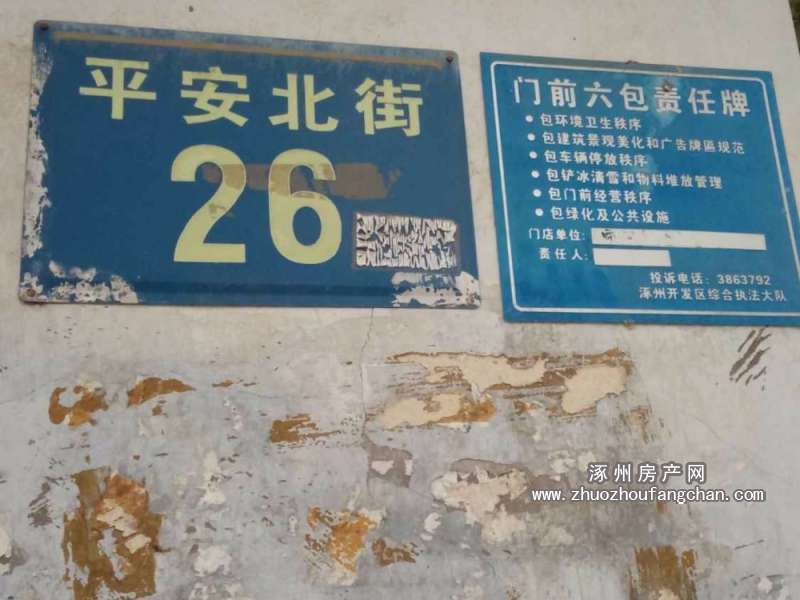 平安北街
26
门前六包责任牌
●包环境卫生秩序
●包建筑景观美化和广告牌匾规范
●包车辆停放秩序
●包铲冰清雪和物料堆放管理
●包门前经营秩序
●包绿化及公共设施
门店单位:
责任人:
投诉电话: 3863792
涿州开发区综合执法大队
涿州房产网
www.zhuozhoufangchan.com